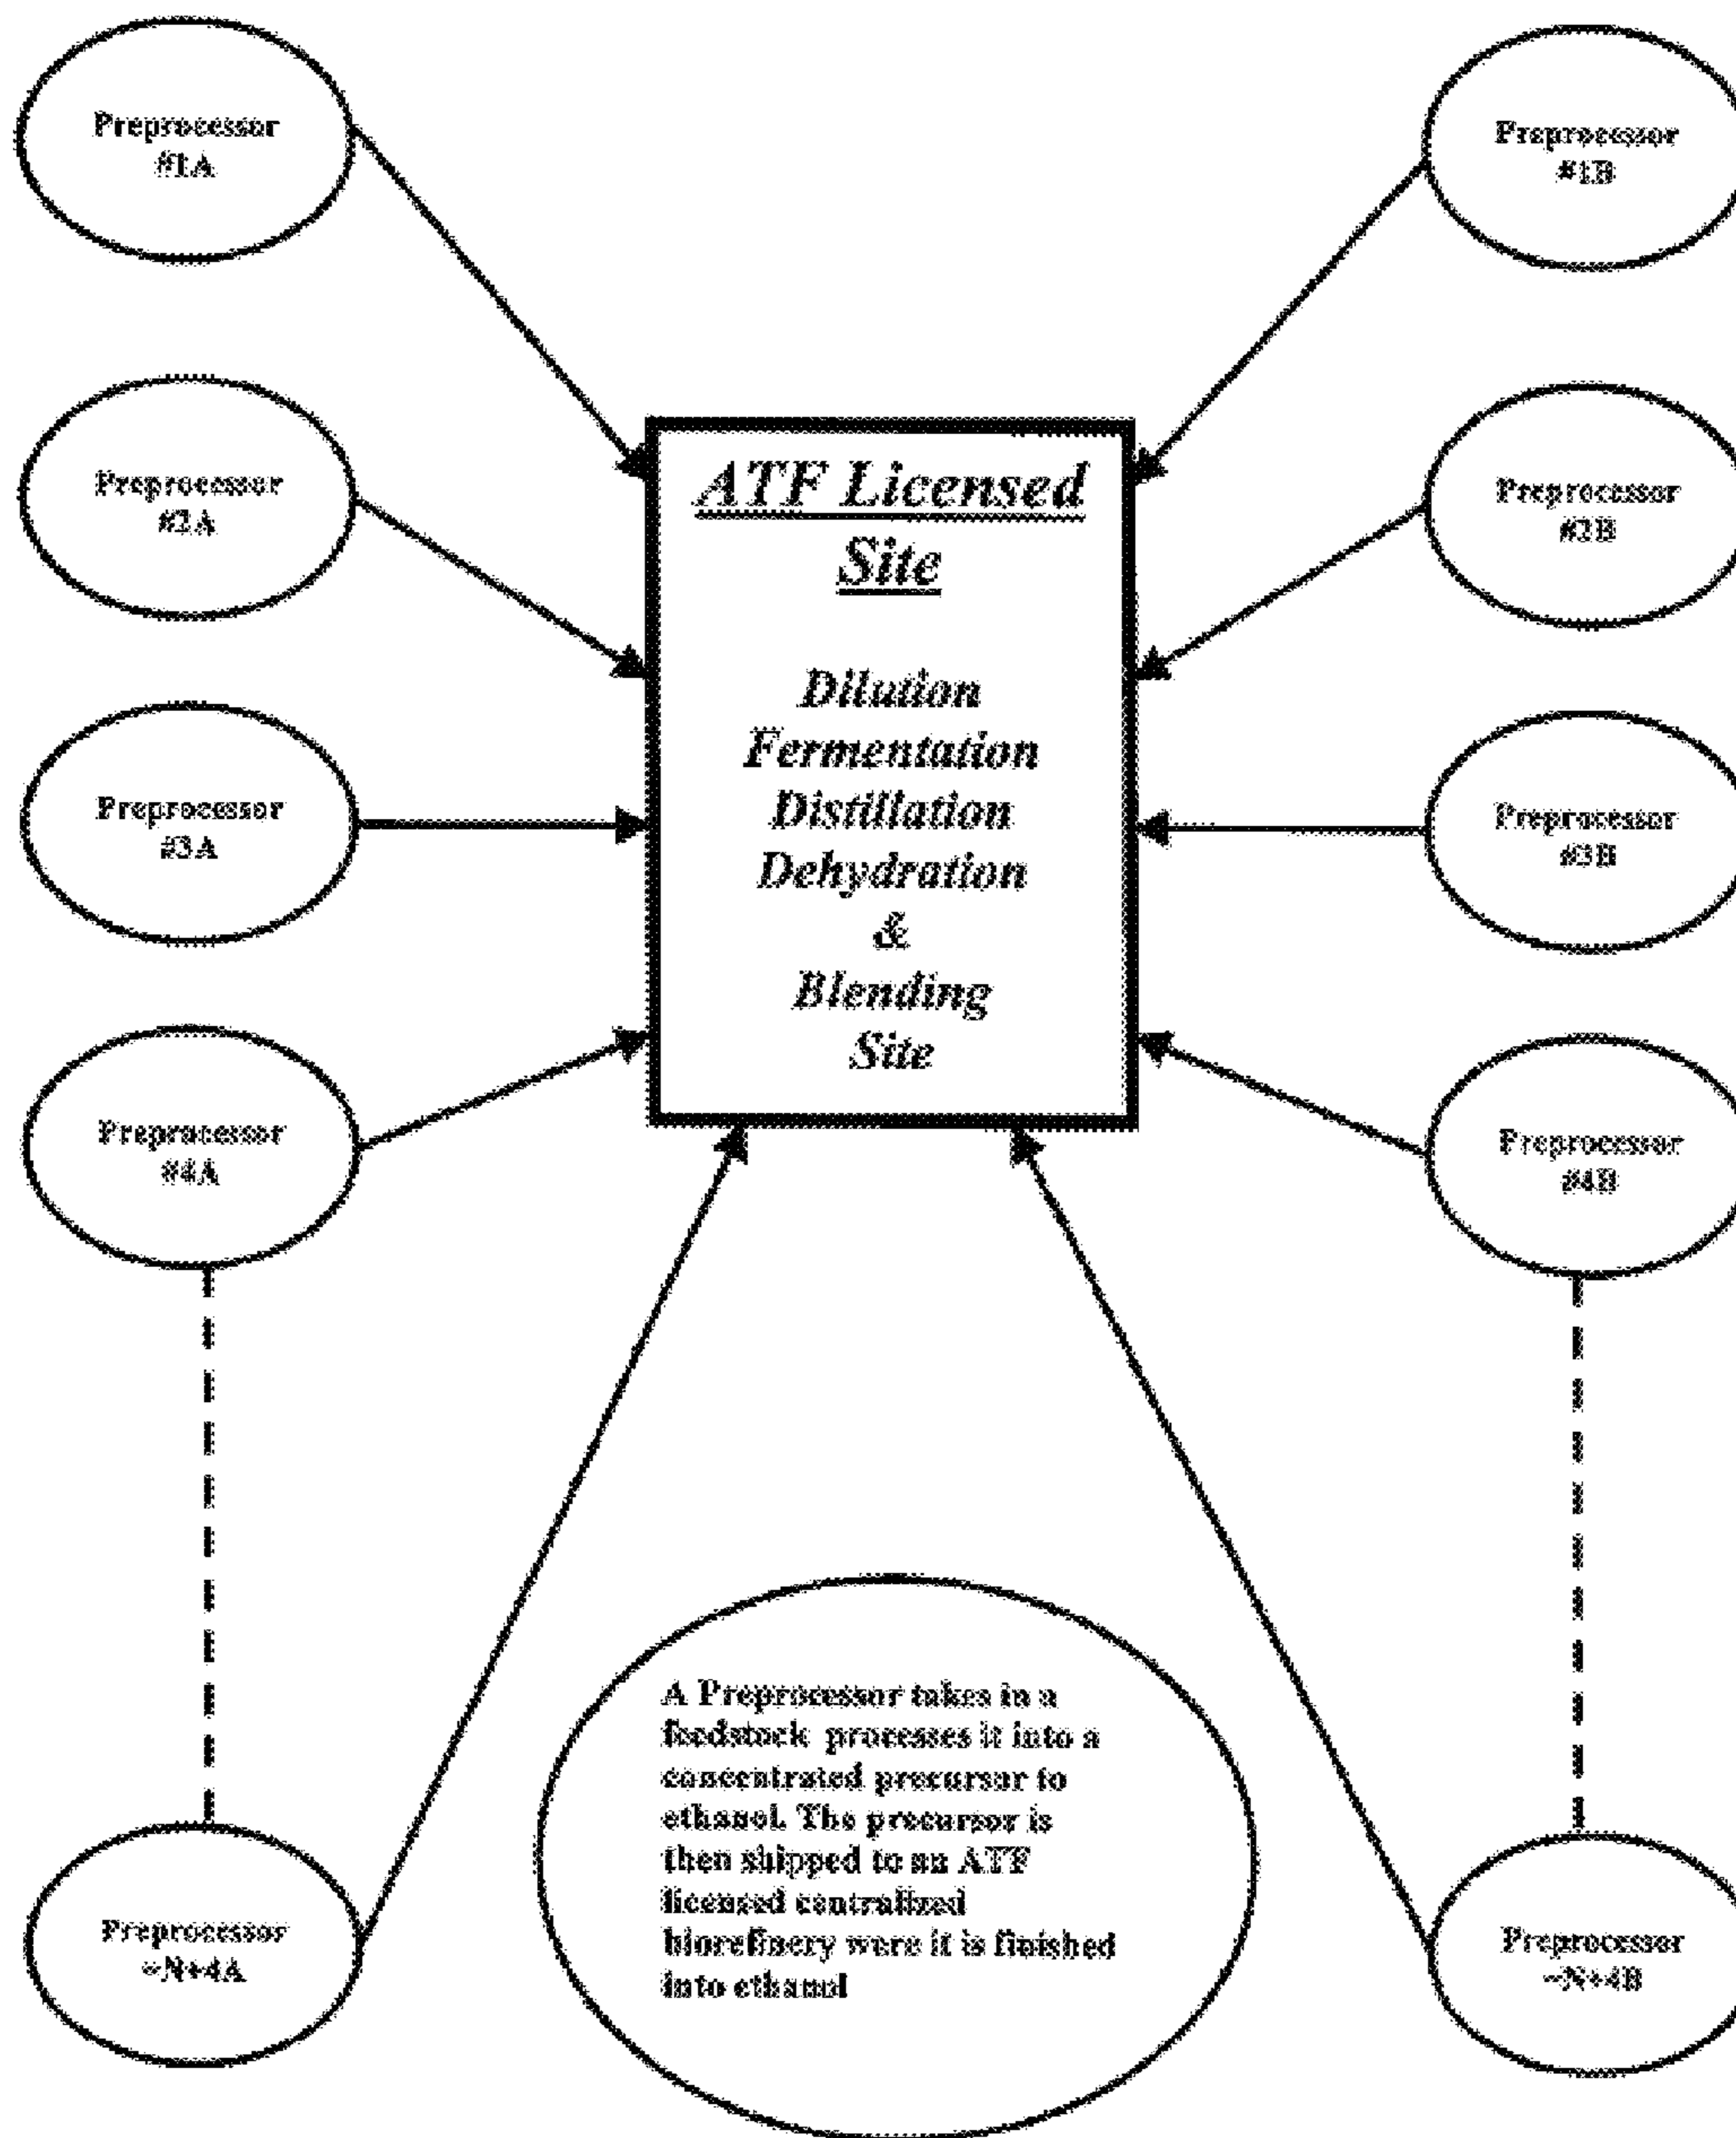 Preprocessor
#1A
Preprocessor
#1B
Preprocessor
#2A
Preprocessor
#2B
Preprocessor
#3A
Preprocessor
#3B
Preprocessor
#4A
Preprocessor
#4B
ATF Licensed
Site
Dilution
Fermentation
Distillation
Dehydration
&
Blending
Site
A Preprocessor takes in a
feedstock processes it into a
concentrated precursor to
ethanol. The precursor is
then shipped to an ATF
licensed centralized
biorefinery were it is finished
into ethanol
Preprocessor
=N+4A
Preprocessor
=N+4B